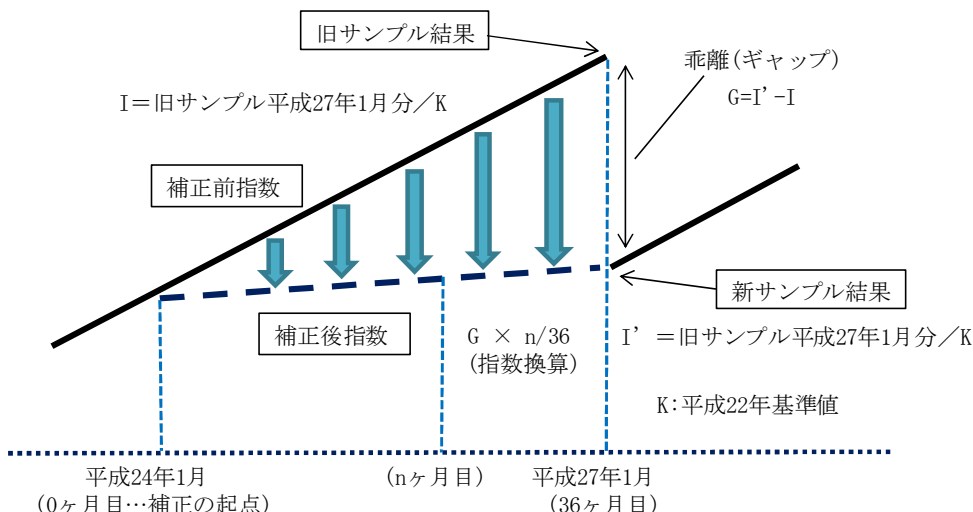 旧サンプル結果
乖離(ギャップ)
G=I'-I
I＝旧サンプル平成27年1月分／K
補正前指数
新サンプル結果
補正後指数
G × n/36
(指数換算)
I' ＝旧サンプル平成27年1月分／K
K:平成22年基準値
平成24年1月
(0ヶ月目…補正の起点)
(nヶ月目)
平成27年1月
(36ヶ月目)